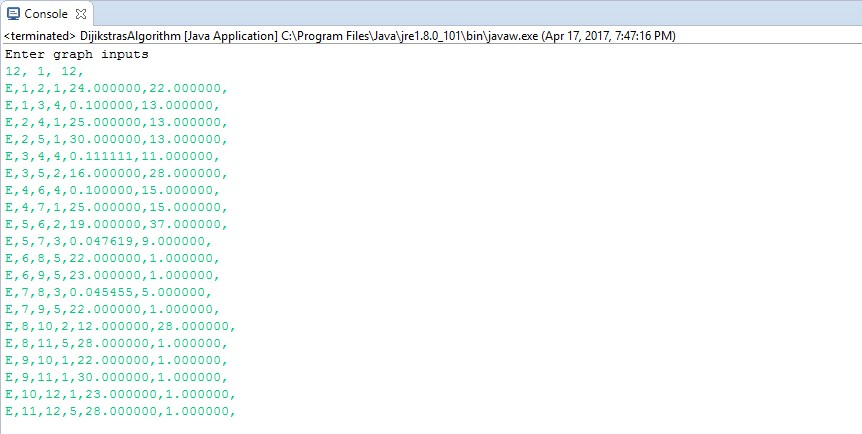 Console
<terminated> DijikstrasAlgorithm [Java Application] C:\Program Files\Java\jre1.8.0_101\bin\javaw.exe (Apr 17, 2017, 7:47:16 PM)
Enter graph inputs
12, 1, 12,
E,1,2,1,24.000000,22.000000,
E,1,3,4,0.100000,13.000000,
E,2,4,1,25.000000,13.000000,
E,2,5,1,30.000000,13.000000,
E,3,4,4,0.111111,11.000000,
E,3,5,2,16.000000,28.000000,
E,4,6,4,0.100000,15.000000,
E,4,7,1,25.000000,15.000000,
E,5,6,2,19.000000,37.000000,
E,5,7,3,0.047619,9.000000,
E,6,8,5,22.000000,1.000000,
E,6,9,5,23.000000,1.000000,
E,7,8,3,0.045455,5.000000,
E,7,9,5,22.000000,1.000000,
E,8,10,2,12.000000,28.000000,
E,8,11,5,28.000000,1.000000,
E,9,10,1,22.000000,1.000000,
E,9,11,1,30.000000,1.000000,
E,10,12,1,23.000000,1.000000,
E,11,12,5,28.000000,1.000000,